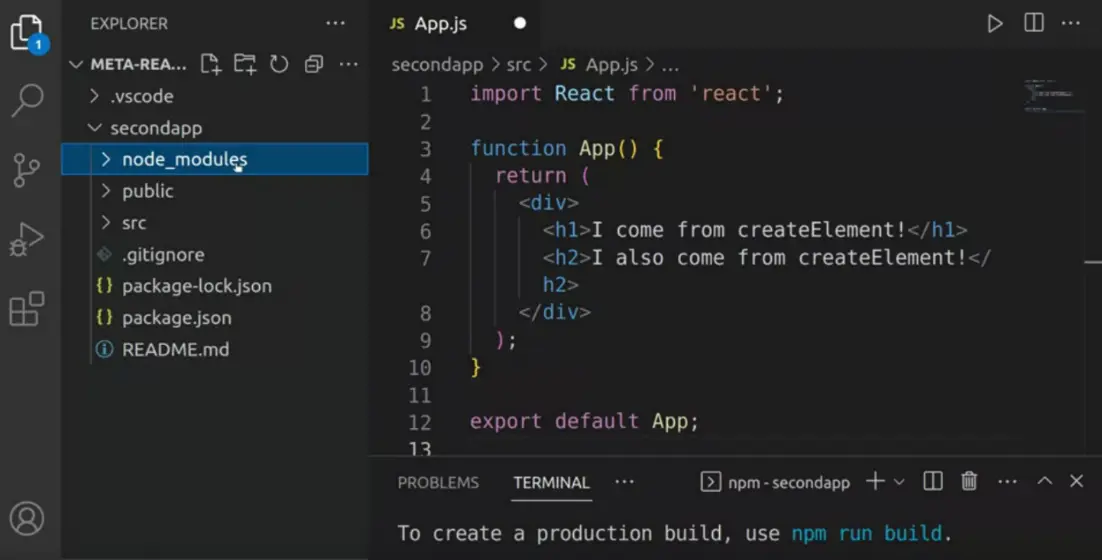 1
EXPLORER ...
META-REA... ...
.vscode
secondapp
node_modules
public
src
.gitignore
{} package-lock.json
{} package.json
README.md
JS App.js
...
secondapp > src > JS App.js > ...
1 import React from 'react';
2
3 function App() {
4 return (
5 <div>
6 <h1>I come from createElement!</h1>
7 <h2>I also come from createElement!</
h2>
8 </div>
9 );
10 }
11
12 export default App;
13
PROBLEMS TERMINAL ... npm - secondapp ...
To create a production build, use npm run build.